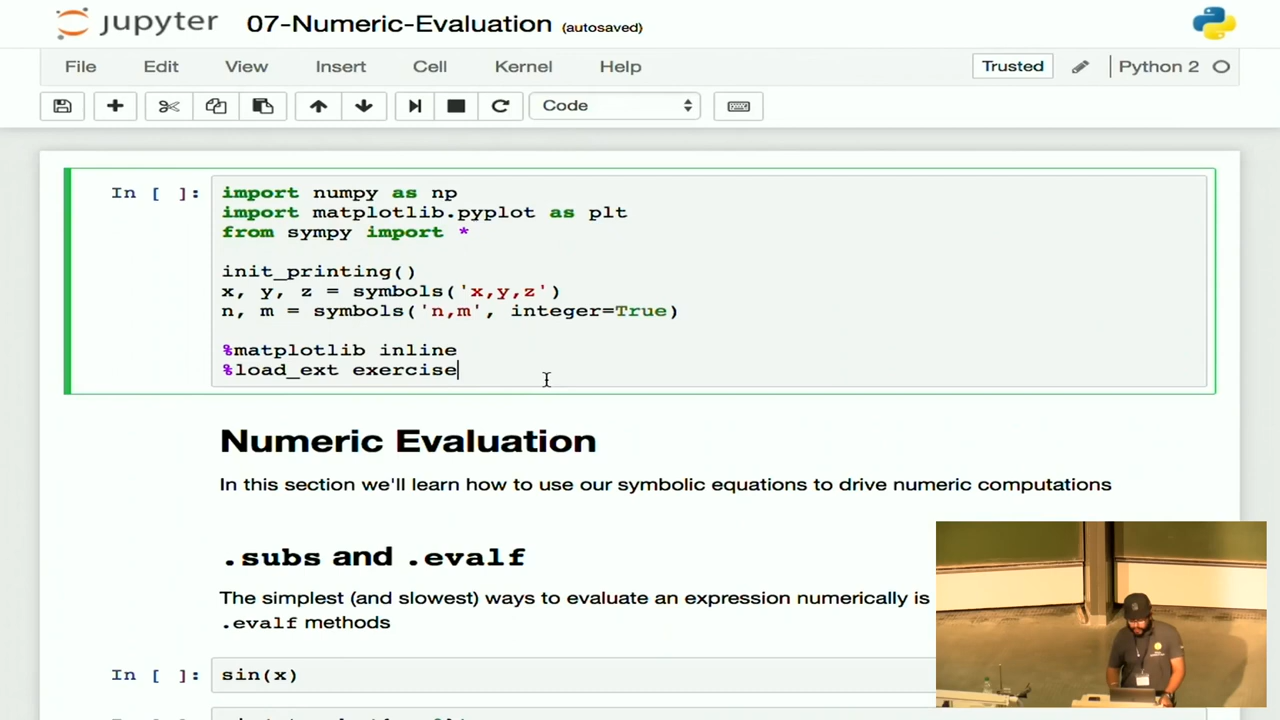 jupyter 07-Numeric-Evaluation (autosaved)
File Edit View Insert Cell Kernel Help Trusted Python 2
Code
In [ ]: import numpy as np
import matplotlib.pyplot as plt
from sympy import *
init_printing()
x, y, z = symbols('x,y,z')
n, m = symbols('n,m', integer=True)
%matplotlib inline
%load_ext exercise
Numeric Evaluation
In this section we'll learn how to use our symbolic equations to drive numeric computations
.subs and .evalf
The simplest (and slowest) ways to evaluate an expression numerically is
.evalf methods
In [ ]: sin(x)